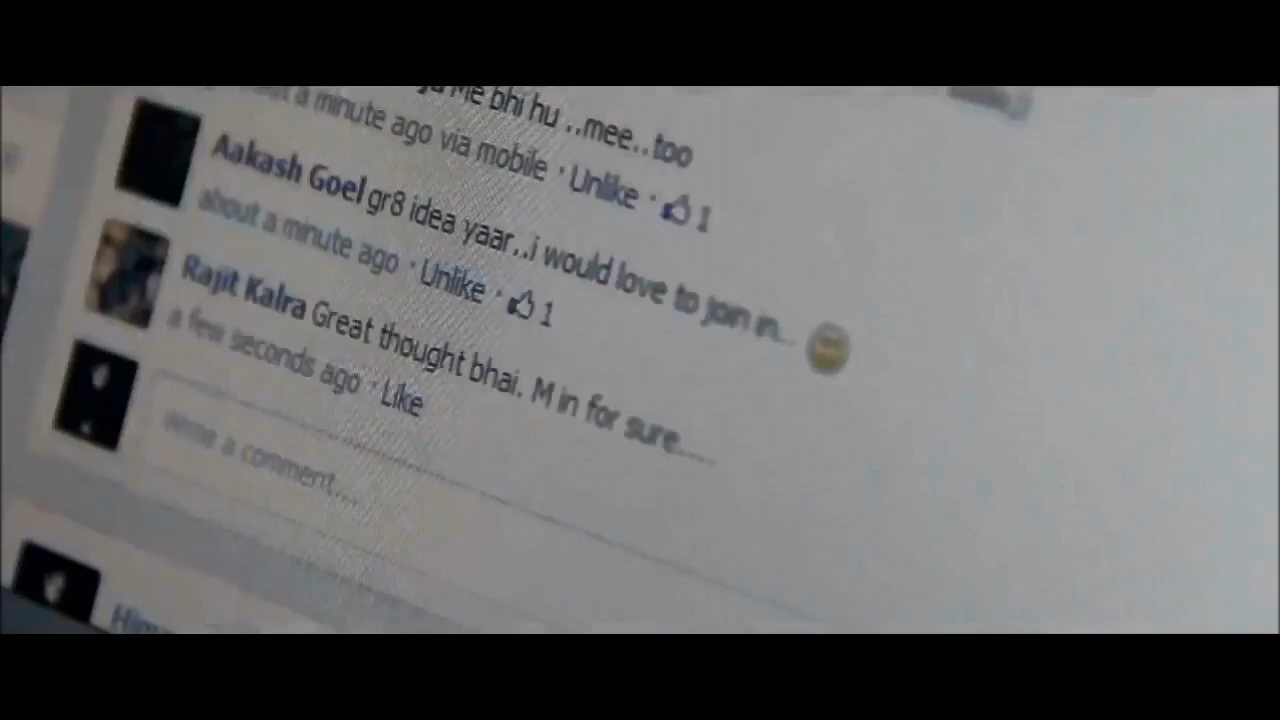 Me bhi hu ..mee..too
a minute ago via mobile · Unlike · 1
Aakash Goel gr8 idea yaar..i would love to join in..
about a minute ago · Unlike · 1
Rajit Kalra Great thought bhai. M in for sure.....
a few seconds ago · Like
Write a comment...